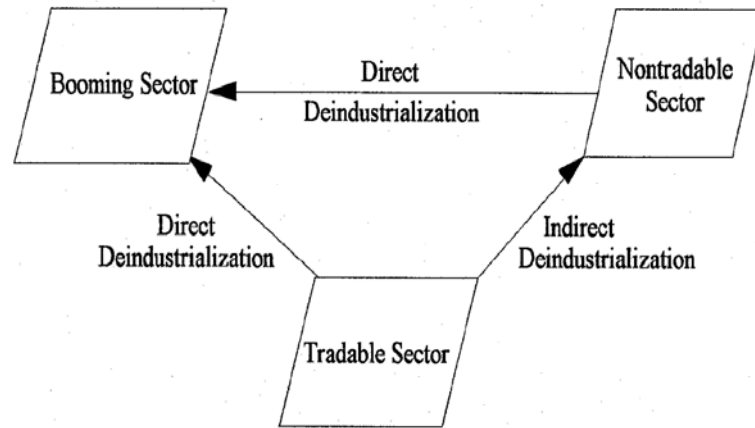 Booming Sector
Direct
Deindustrialization
Nontradable
Sector
Direct
Deindustrialization
Indirect
Deindustrialization
Tradable Sector